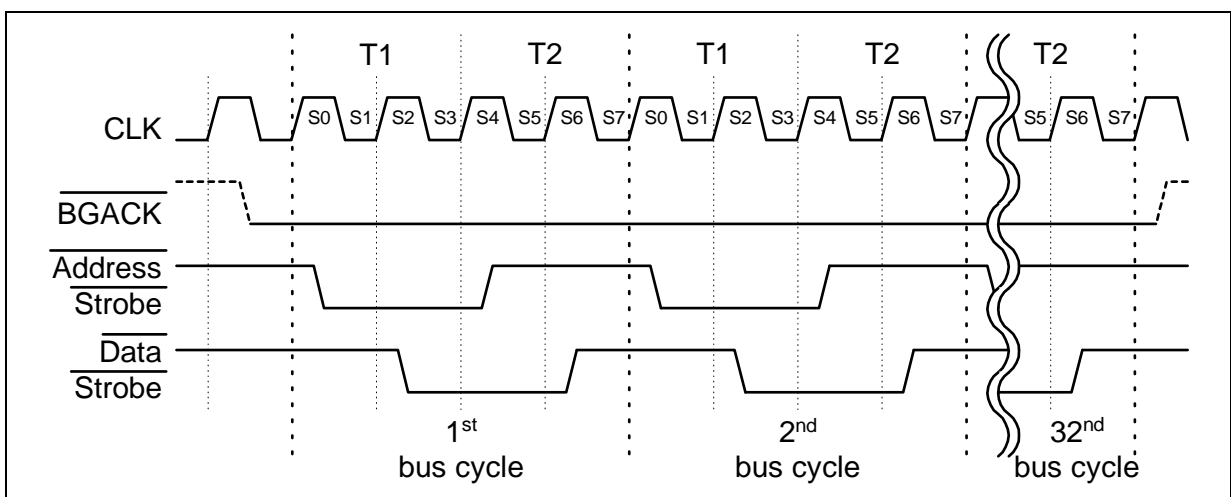 T1 T2 T1 T2 T2
CLK S0 S1 S2 S3 S4 S5 S6 S7 S0 S1 S2 S3 S4 S5 S6 S7 S5 S6 S7
BGACK
Address
Strobe
Data
Strobe
1st 2nd 32nd
bus cycle bus cycle bus cycle